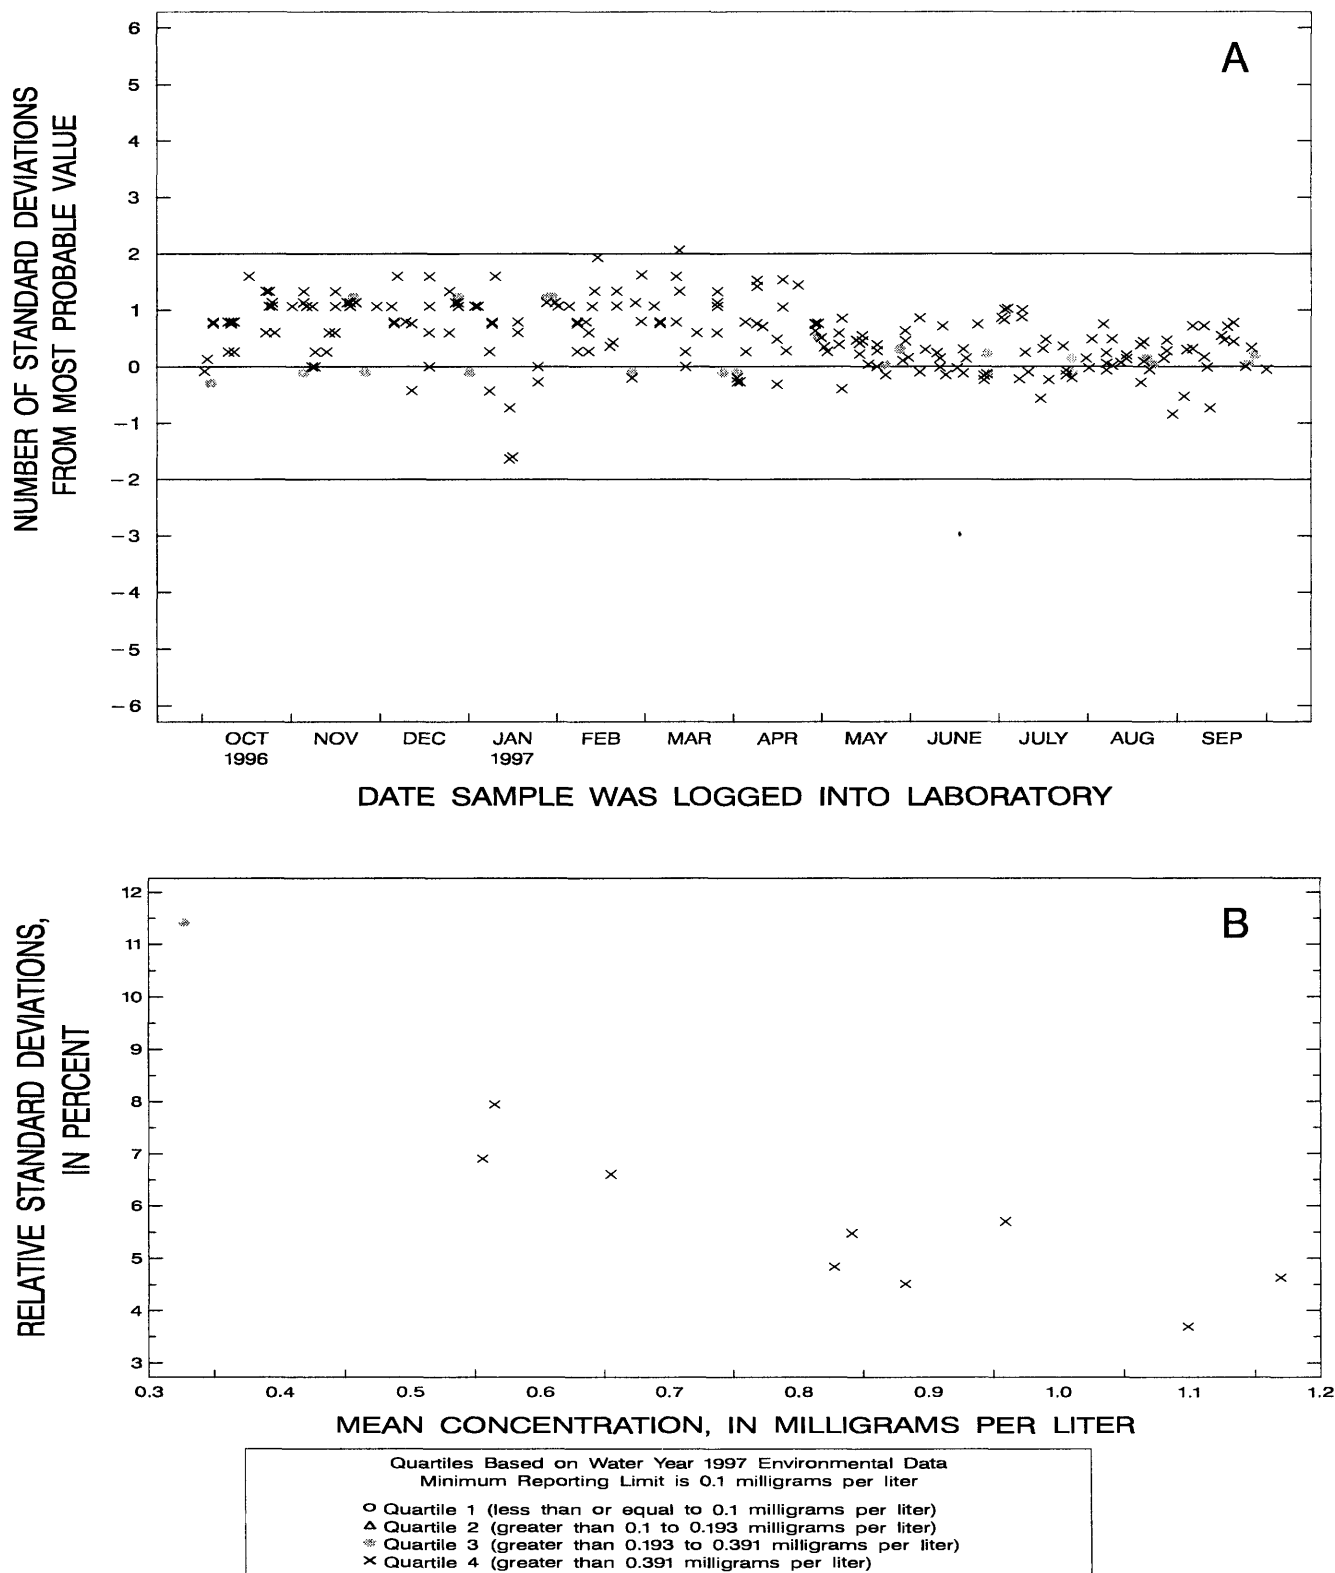 A
NUMBER OF STANDARD DEVIATIONS
FROM MOST PROBABLE VALUE
6
5
4
3
2
1
0
−1
−2
−3
−4
−5
−6
OCT NOV DEC JAN FEB MAR APR MAY JUNE JULY AUG SEP
1996 1997
DATE SAMPLE WAS LOGGED INTO LABORATORY
B
RELATIVE STANDARD DEVIATIONS,
IN PERCENT
12
11
10
9
8
7
6
5
4
3
0.3 0.4 0.5 0.6 0.7 0.8 0.9 1.0 1.1 1.2
MEAN CONCENTRATION, IN MILLIGRAMS PER LITER
Quartiles Based on Water Year 1997 Environmental Data
Minimum Reporting Limit is 0.1 milligrams per liter
Quartile 1 (less than or equal to 0.1 milligrams per liter)
Quartile 2 (greater than 0.1 to 0.193 milligrams per liter)
Quartile 3 (greater than 0.193 to 0.391 milligrams per liter)
Quartile 4 (greater than 0.391 milligrams per liter)